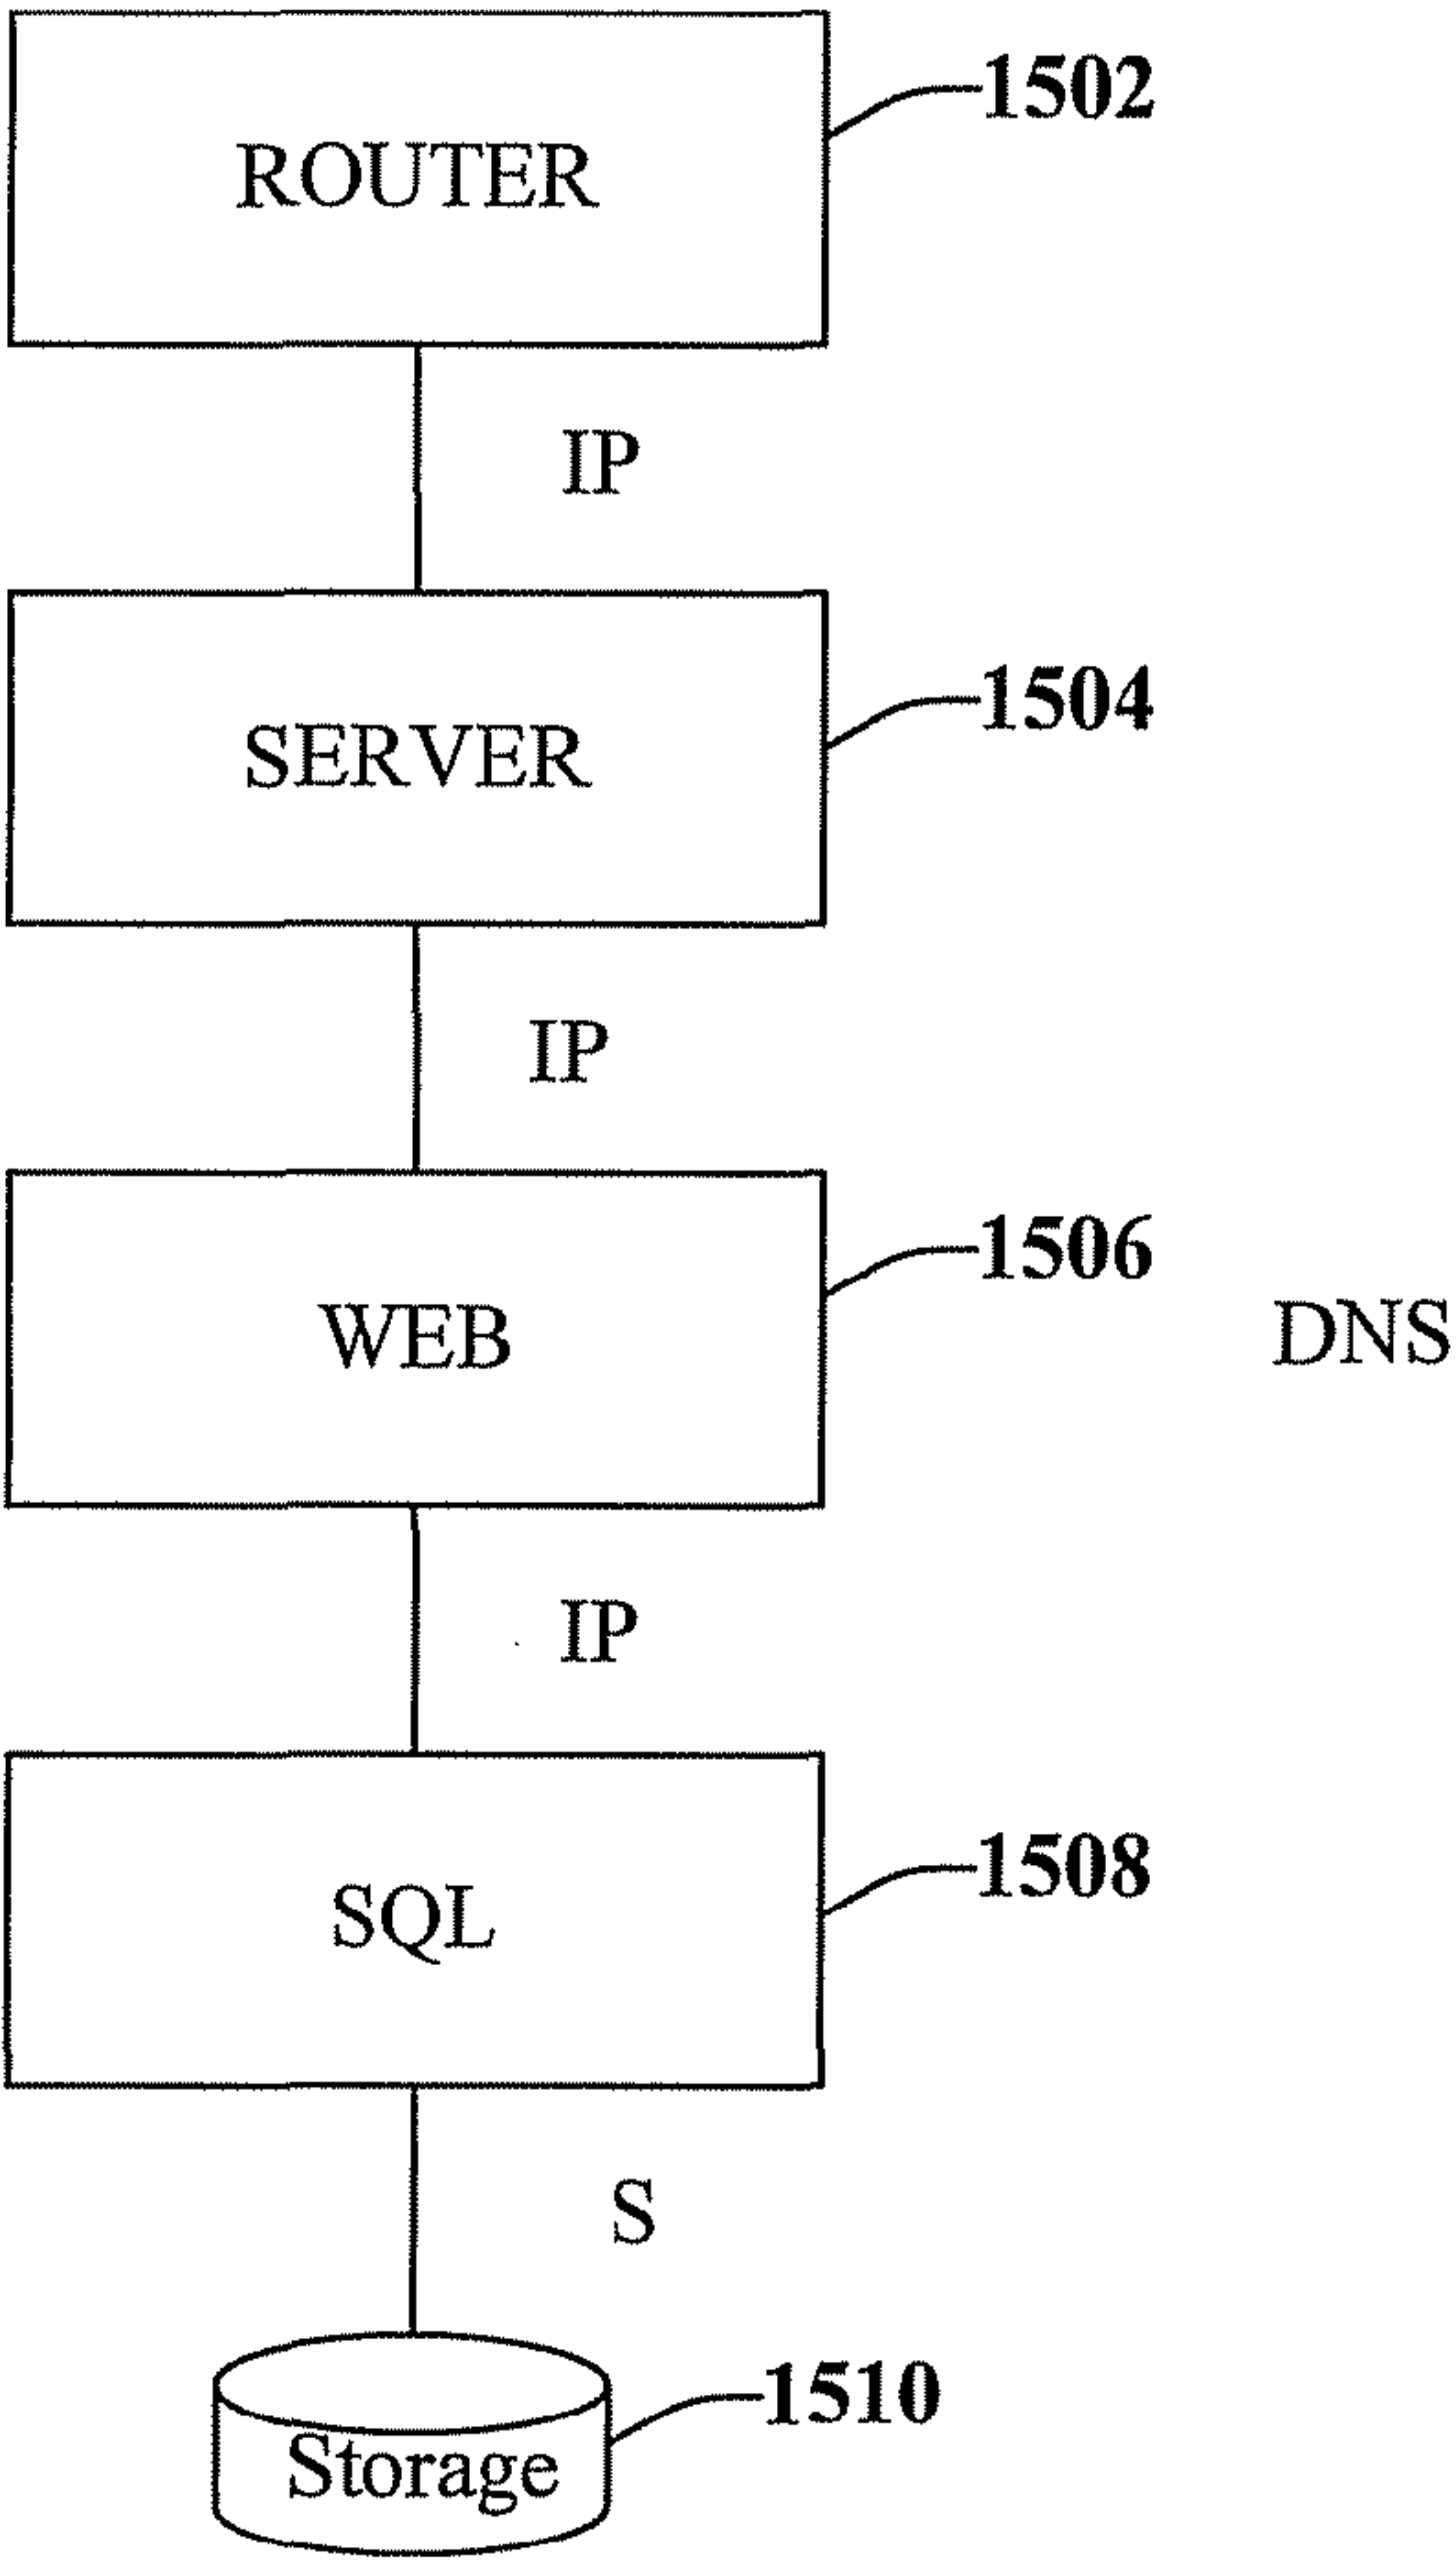 1502
ROUTER
IP
1504
SERVER
IP
1506
DNS
WEB
IP
1508
SQL
S
1510
Storage